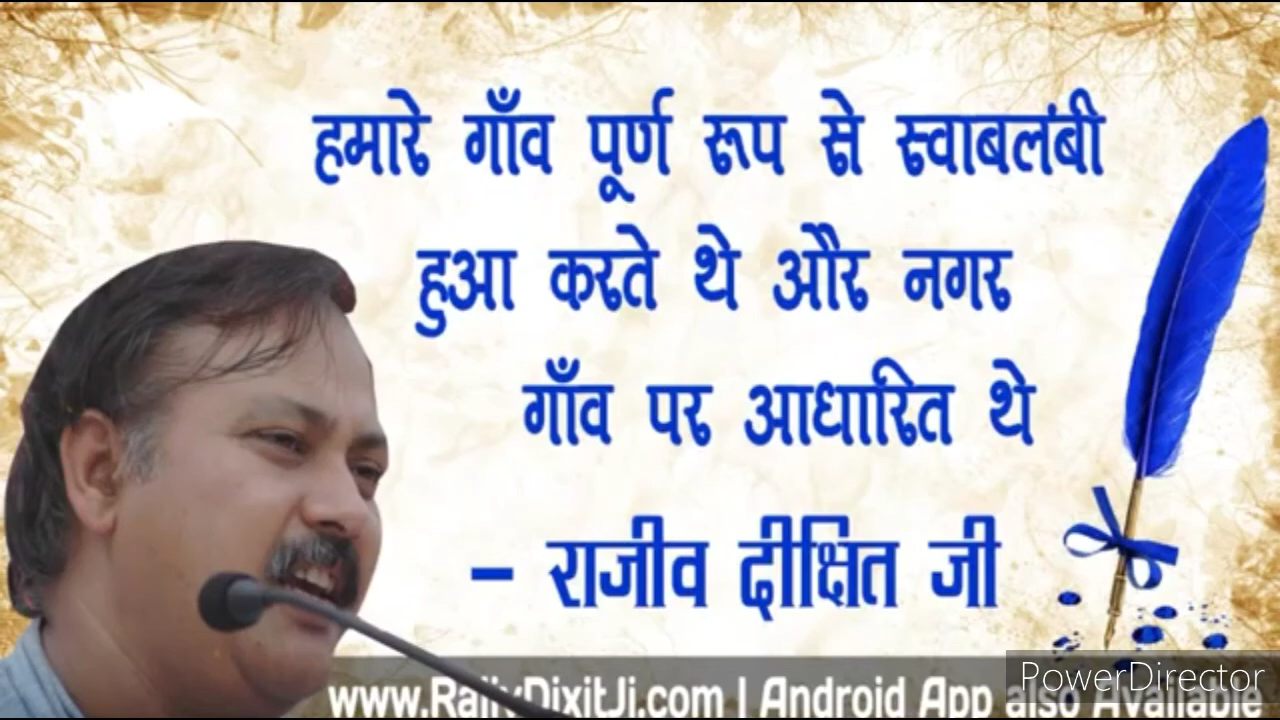 हमारे गाँव पूर्ण रूप से स्वाबलंबी
हुआ करते थे और नगर
गाँव पर आधारित थे
- राजीव दीक्षित जी
www.RajivDixitJi.com | Android App also Available
PowerDirector